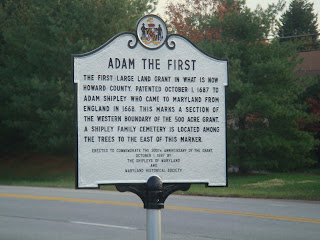 ADAM THE FIRST
THE FIRST LARGE LAND GRANT IN WHAT IS NOW
HOWARD COUNTY. PATENTED OCTOBER 1, 1687 TO
ADAM SHIPLEY WHO CAME TO MARYLAND FROM
ENGLAND IN 1668. THIS MARKS A SECTION OF
THE WESTERN BOUNDARY OF THE 500 ACRE GRANT.
A SHIPLEY FAMILY CEMETERY IS LOCATED AMONG
THE TREES TO THE EAST OF THIS MARKER.
ERECTED TO COMMEMORATE THE 300th ANNIVERSARY OF THE GRANT
OCTOBER 1, 1987 BY
THE SHIPLEYS OF MARYLAND
AND
MARYLAND HISTORICAL SOCIETY